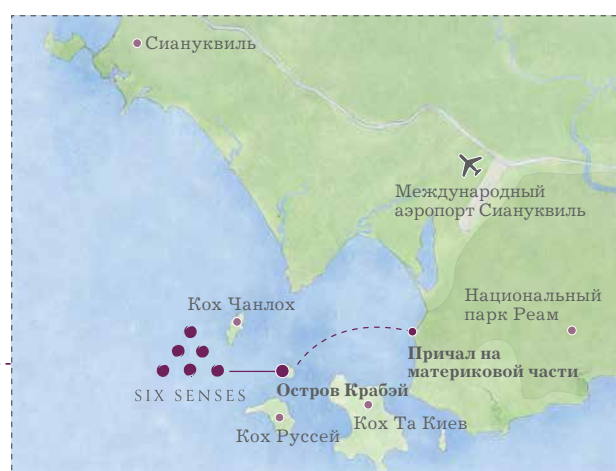 Сиануквиль
Международный
аэропорт Сиануквиль
Кох Чанлох
Национальный
парк Реам
Причал на
материковой части
SIX SENSES
Остров Крабэй
Кох Та Киев
Кох Руссей